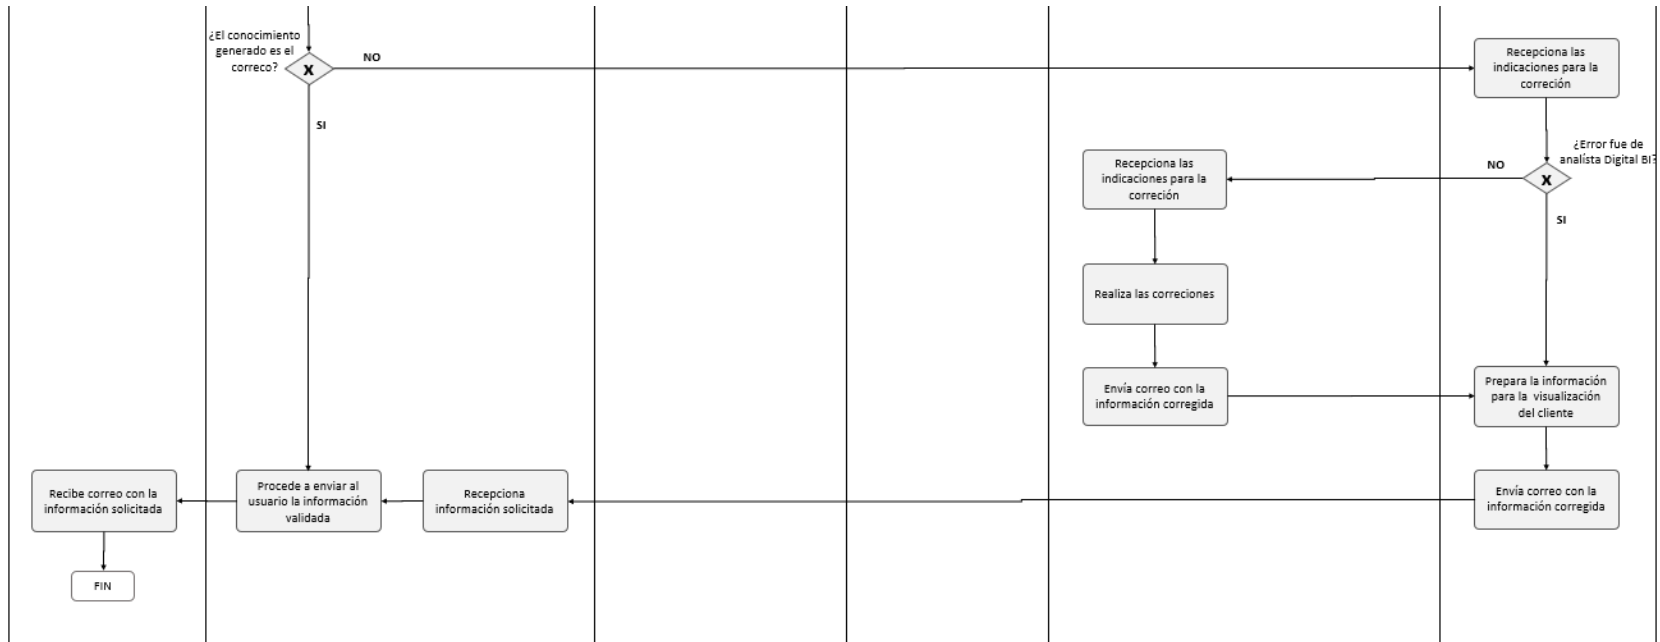 ¿El conocimiento
generado es el
correco?
X
NO
SI
Recepciona las
indicaciones para la
correción
¿Error fue de
analísta Digital BI?
X
NO
SI
Recepciona las
indicaciones para la
correción
Realiza las correciones
Envía correo con la
información corregida
Prepara la información
para la visualización
del cliente
Envía correo con la
información corregida
Recepciona
información solicitada
Procede a enviar al
usuario la información
validada
Recibe correo con la
información solicitada
FIN